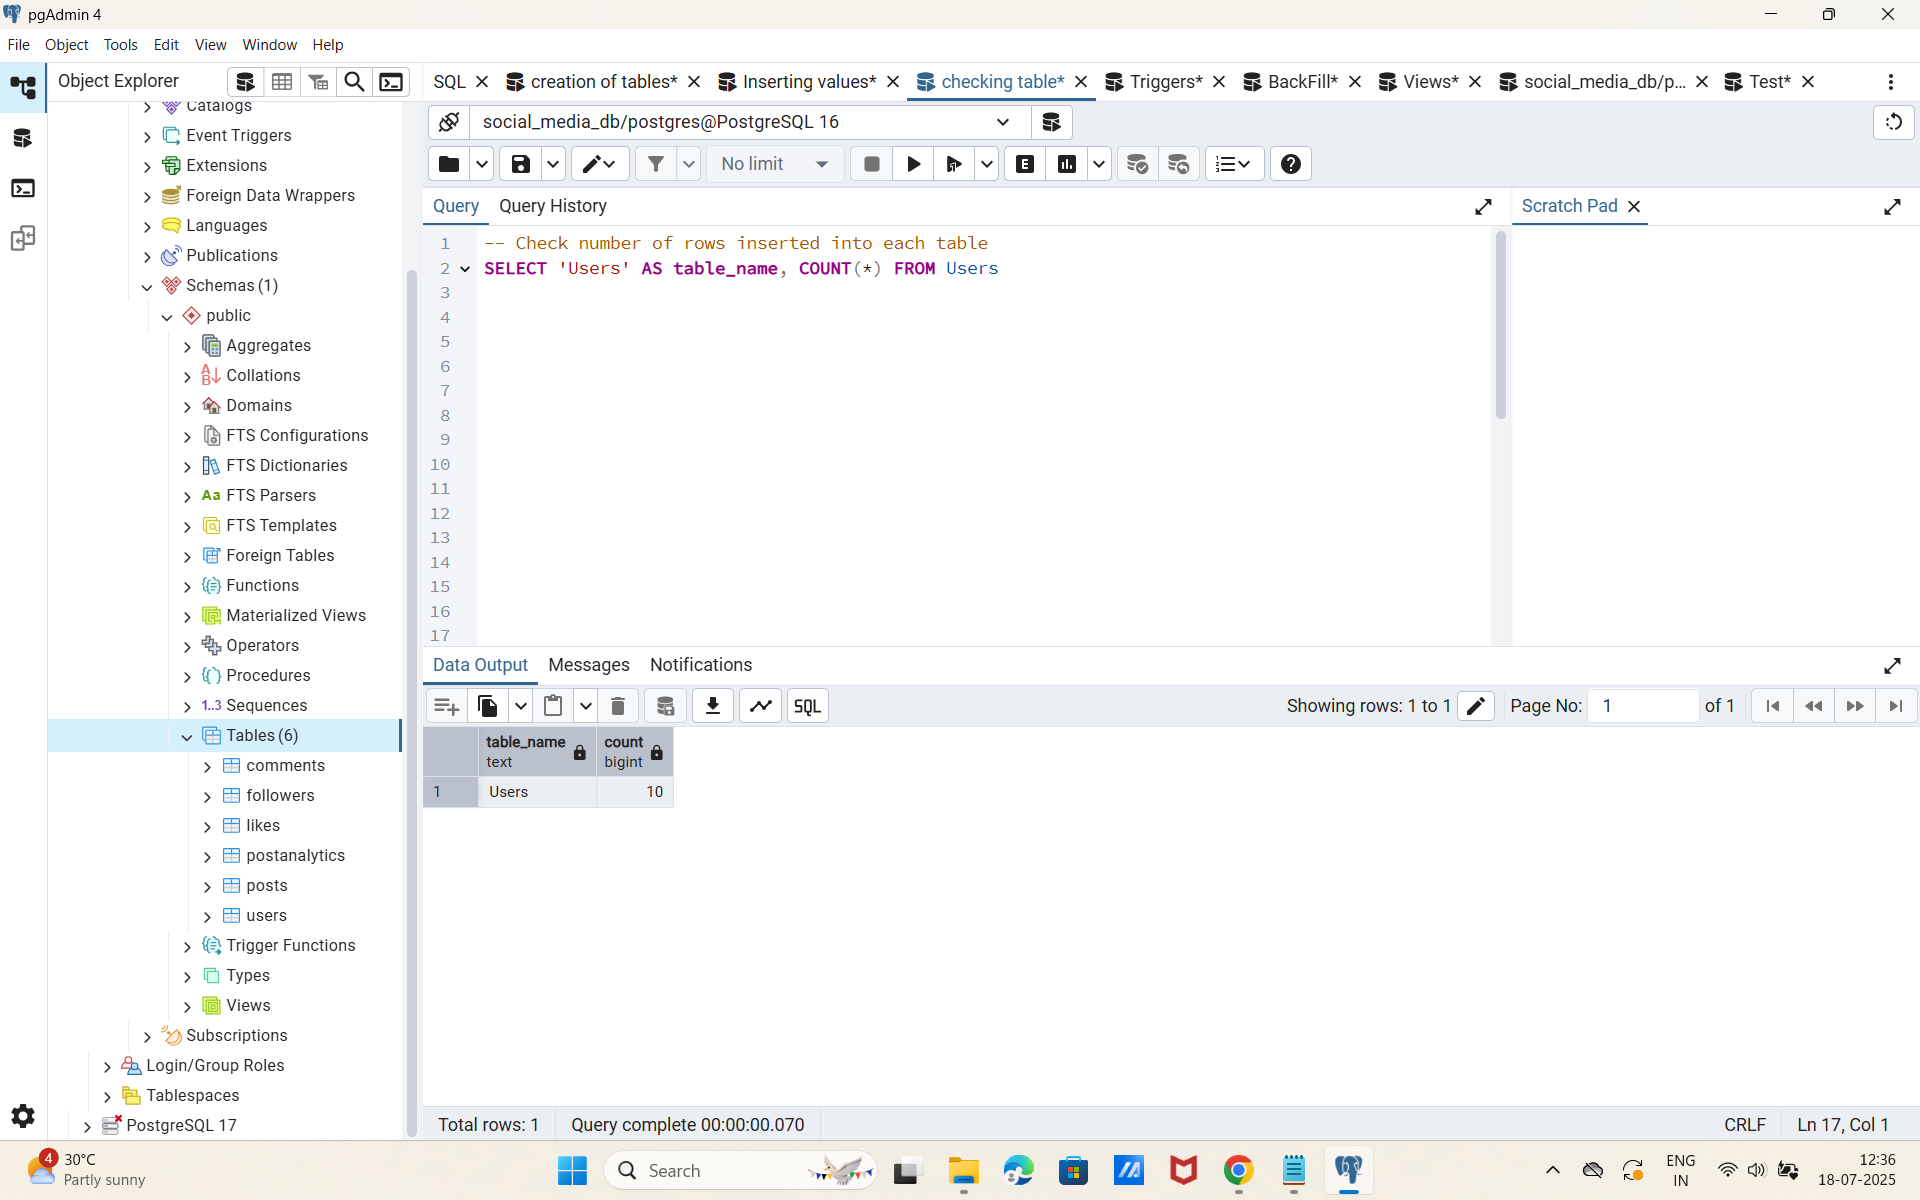 pgAdmin 4
File Object Tools Edit View Window Help
Object Explorer
SQL
creation of tables*
Inserting values*
checking table*
Triggers*
BackFill*
Views*
social_media_db/p...
Test*
Catalogs
Event Triggers
Extensions
Foreign Data Wrappers
Languages
Publications
Schemas (1)
public
Aggregates
Collations
Domains
FTS Configurations
FTS Dictionaries
Aa FTS Parsers
FTS Templates
Foreign Tables
Functions
Materialized Views
Operators
Procedures
1..3 Sequences
Tables (6)
comments
followers
likes
postanalytics
posts
users
Trigger Functions
Types
Views
Subscriptions
Login/Group Roles
Tablespaces
PostgreSQL 17
social_media_db/postgres@PostgreSQL 16
No limit
E
Query Query History
Scratch Pad
1 -- Check number of rows inserted into each table
2 SELECT 'Users' AS table_name, COUNT(*) FROM Users
3
4
5
6
7
8
9
10
11
12
13
14
15
16
17
Data Output Messages Notifications
SQL
Showing rows: 1 to 1
Page No: 1 of 1
table_name count
text bigint
1 Users 10
Total rows: 1
Query complete 00:00:00.070
CRLF
Ln 17, Col 1
4
30°C
Partly sunny
Search
ENG
IN
12:36
18-07-2025